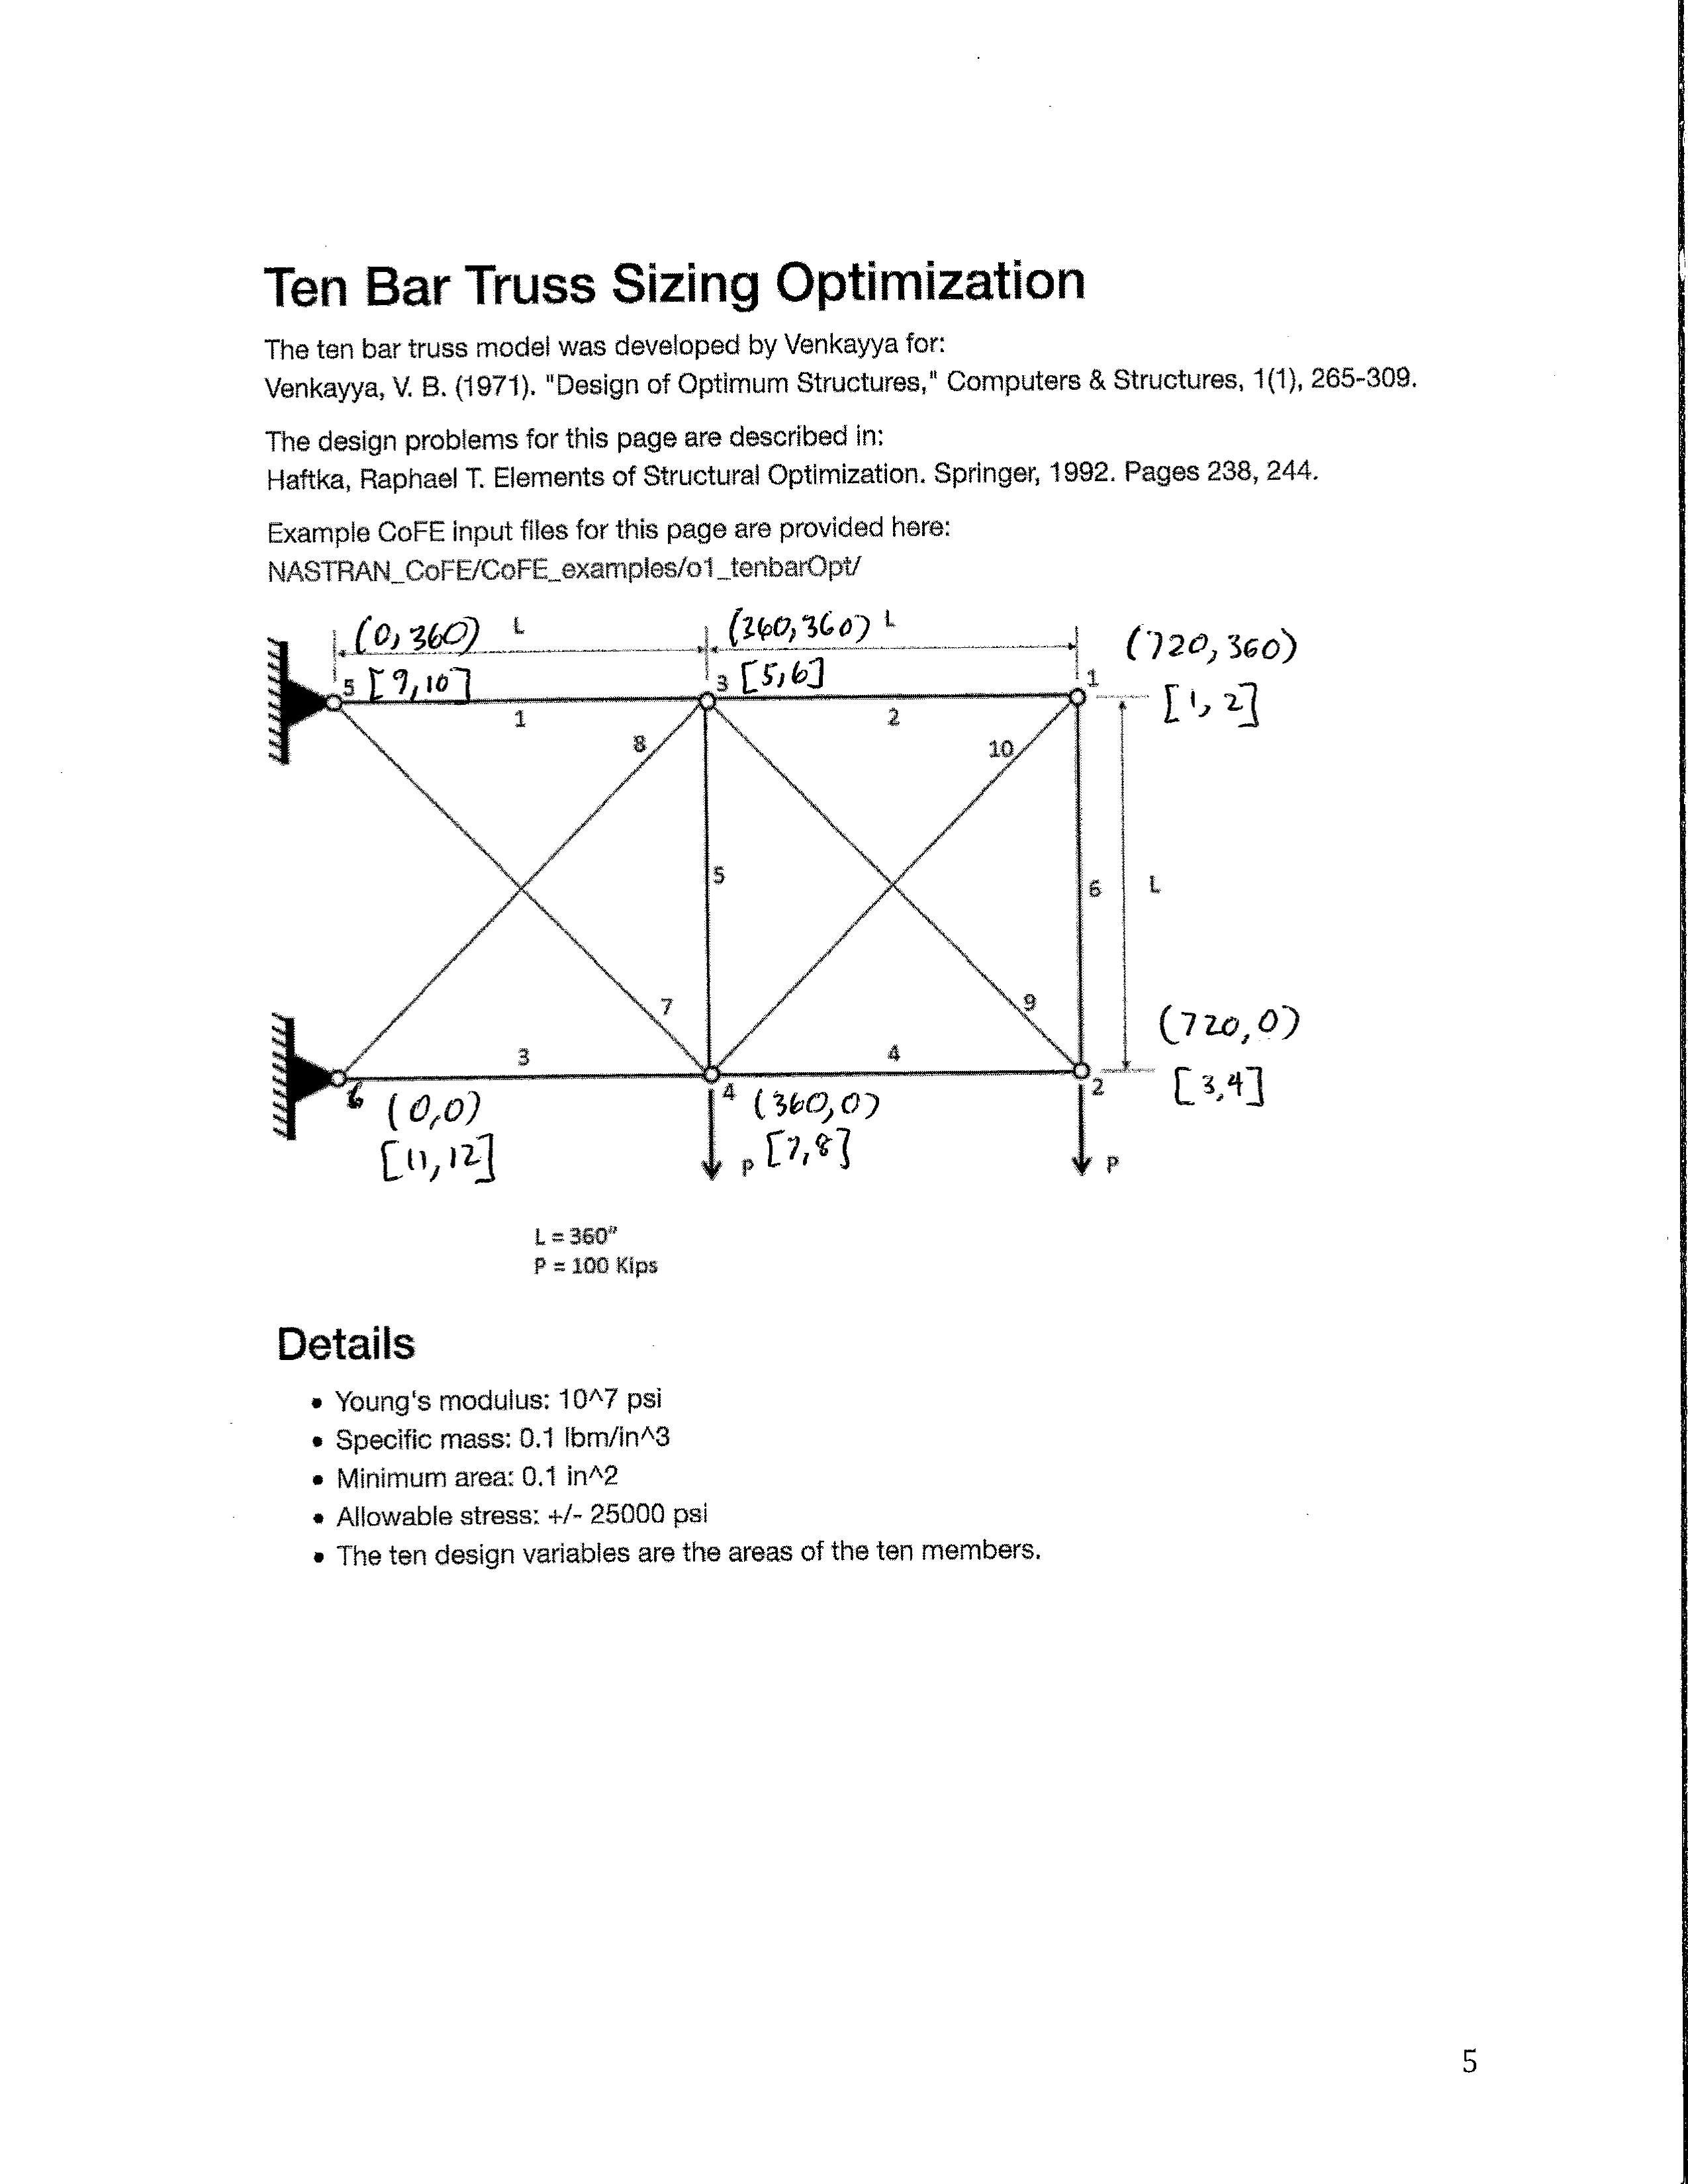 Ten Bar Truss Sizing Optimization
The ten bar truss model was developed by Venkayya for:
Venkayya, V. B. (1971). "Design of Optimum Structures," Computers & Structures, 1(1), 265-309.
The design problems for this page are described in:
Haftka, Raphael T. Elements of Structural Optimization. Springer, 1992. Pages 238, 244.
Example CoFE input files for this page are provided here:
NASTRAN_CoFE/CoFE_examples/o1_tenbarOpt/
(0,360) L (360,360) L (720,360)
5 [9,10] 3 [5,6] 1 [1,2]
1 2
8 10
5 6 L
7 9 (720,0)
3 4 [3,4]
6 (0,0) 4 (360,0) 2
[11,12] P [7,8] P
L = 360"
P = 100 Kips
Details
• Young's modulus: 10^7 psi
• Specific mass: 0.1 lbm/in^3
• Minimum area: 0.1 in^2
• Allowable stress: +/- 25000 psi
• The ten design variables are the areas of the ten members.
5